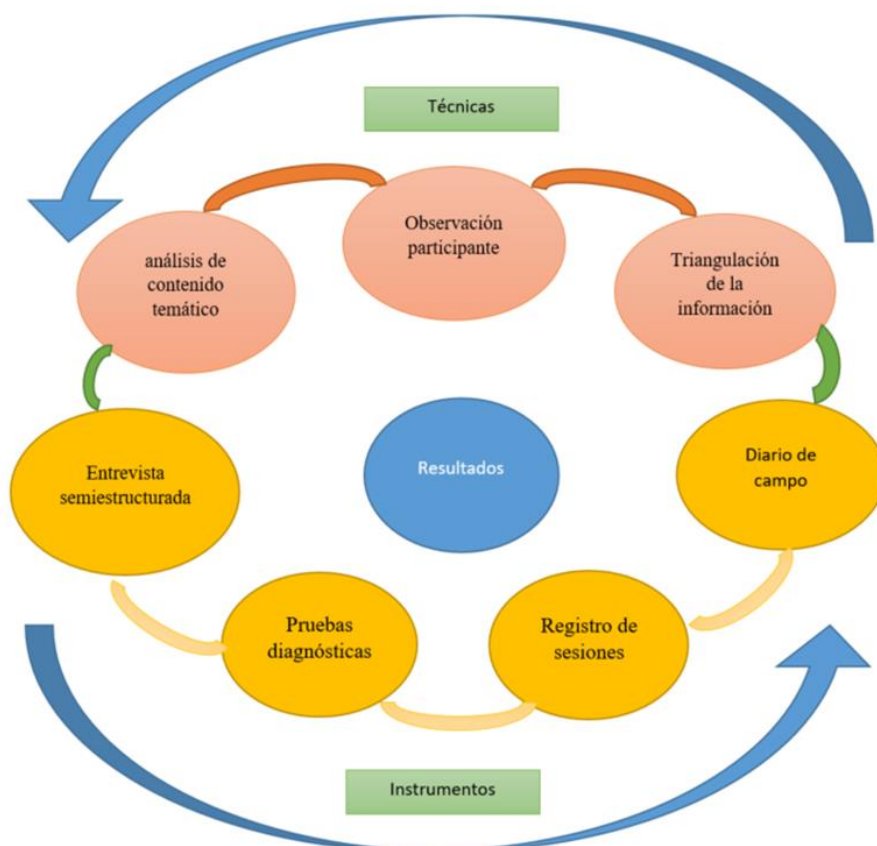 Técnicas
Observación
participante
análisis de
contenido
temático
Triangulación
de la
información
Entrevista
semiestructurada
Resultados
Diario de
campo
Pruebas
diagnósticas
Registro de
sesiones
Instrumentos